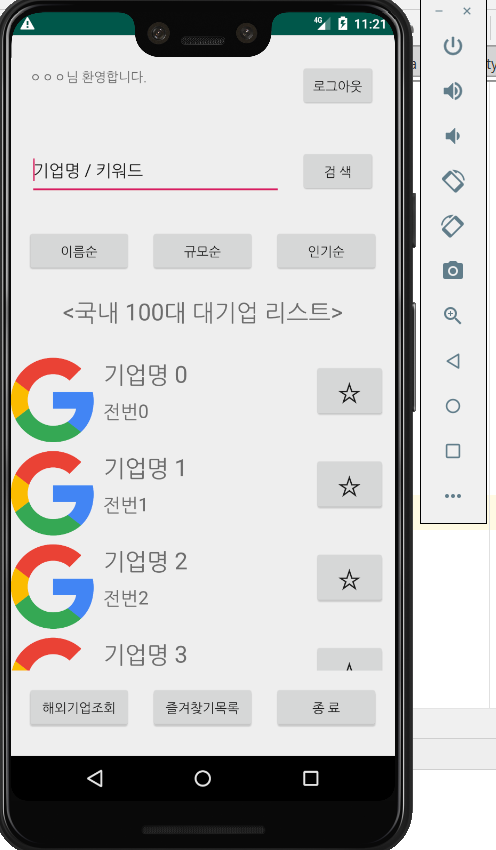 4G 11:21
ㅇㅇㅇ님 환영합니다.
로그아웃
기업명 / 키워드
검 색
이름순 규모순 인기순
<국내 100대 대기업 리스트>
기업명 0
전번0
기업명 1
전번1
기업명 2
전번2
기업명 3
해외기업조회 즐겨찾기목록 종 료